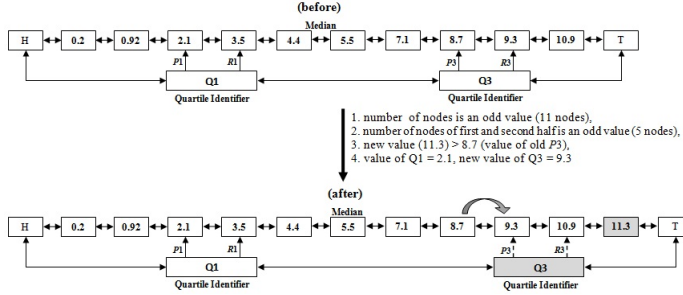 (before)
Median
H 0.2 0.92 2.1 3.5 4.4 5.5 7.1 8.7 9.3 10.9 T
P1 R1 P3 R3
Q1 Q3
Quartile Identifier Quartile Identifier
1. number of nodes is an odd value (11 nodes),
2. number of nodes of first and second half is an odd value (5 nodes),
3. new value (11.3) > 8.7 (value of old P3),
4. value of Q1 = 2.1, new value of Q3 = 9.3
(after)
Median
H 0.2 0.92 2.1 3.5 4.4 5.5 7.1 8.7 9.3 10.9 11.3 T
P1 R1 P3 R3
Q1 Q3
Quartile Identifier Quartile Identifier